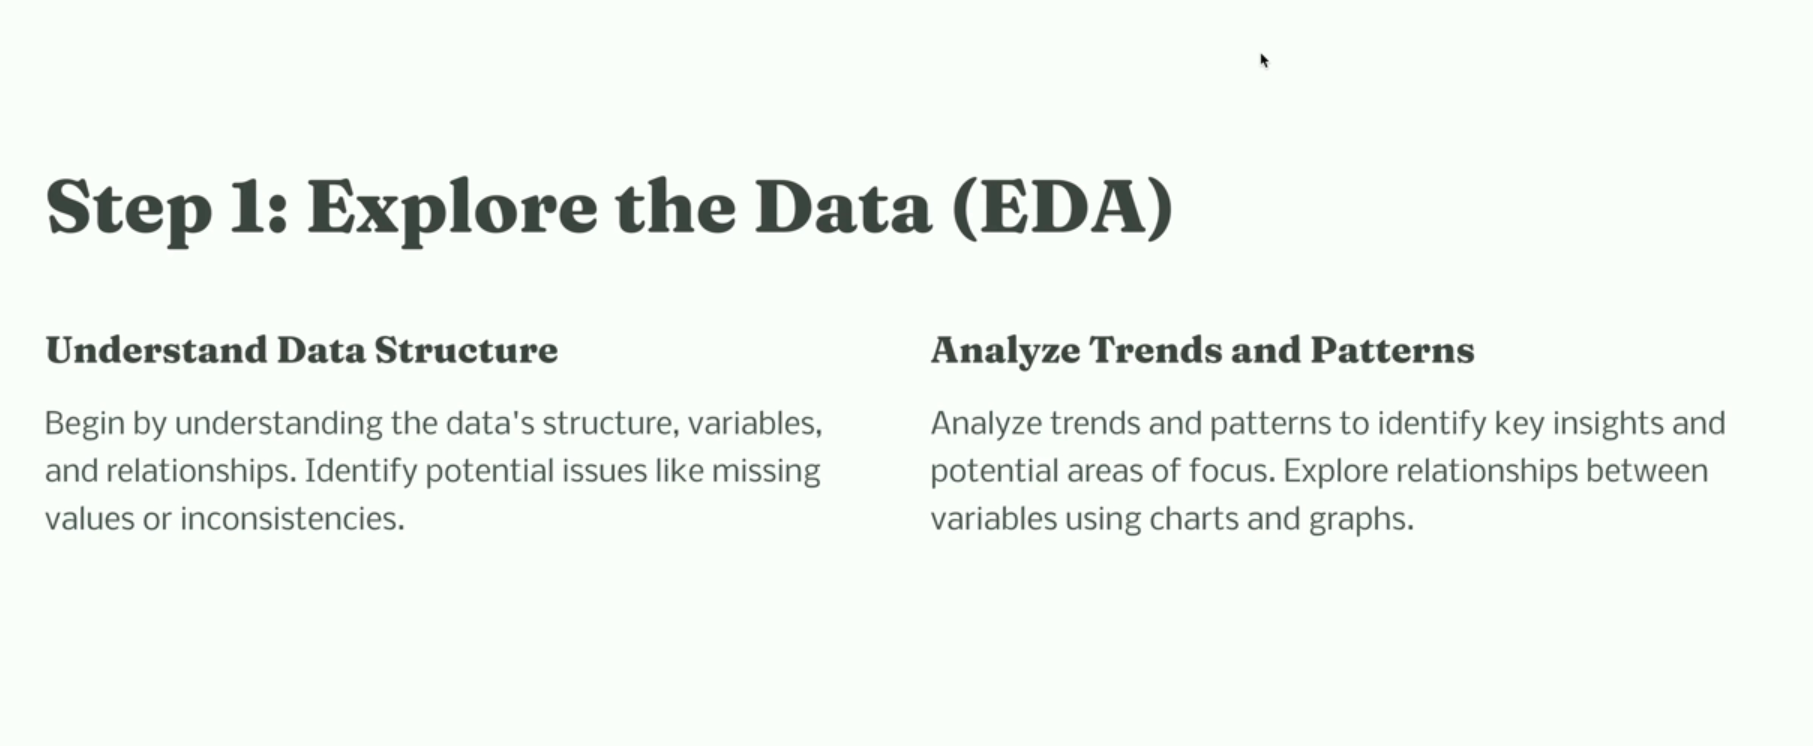 Step 1: Explore the Data (EDA)
Understand Data Structure
Begin by understanding the data's structure, variables,
and relationships. Identify potential issues like missing
values or inconsistencies.
Analyze Trends and Patterns
Analyze trends and patterns to identify key insights and
potential areas of focus. Explore relationships between
variables using charts and graphs.